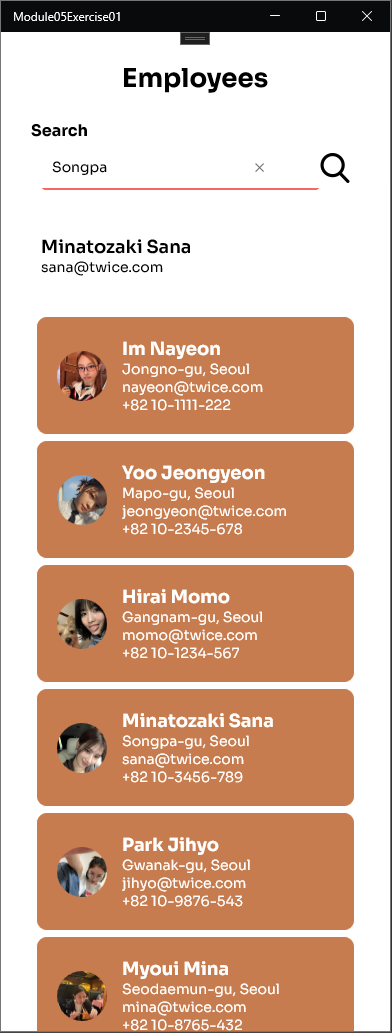 Module05Exercise01
Employees
Search
Songpa
Minatozaki Sana
sana@twice.com
Im Nayeon
Jongno-gu, Seoul
nayeon@twice.com
+82 10-1111-222
Yoo Jeongyeon
Mapo-gu, Seoul
jeongyeon@twice.com
+82 10-2345-678
Hirai Momo
Gangnam-gu, Seoul
momo@twice.com
+82 10-1234-567
Minatozaki Sana
Songpa-gu, Seoul
sana@twice.com
+82 10-3456-789
Park Jihyo
Gwanak-gu, Seoul
jihyo@twice.com
+82 10-9876-543
Myoui Mina
Seodaemun-gu, Seoul
mina@twice.com
+82 10-8765-432